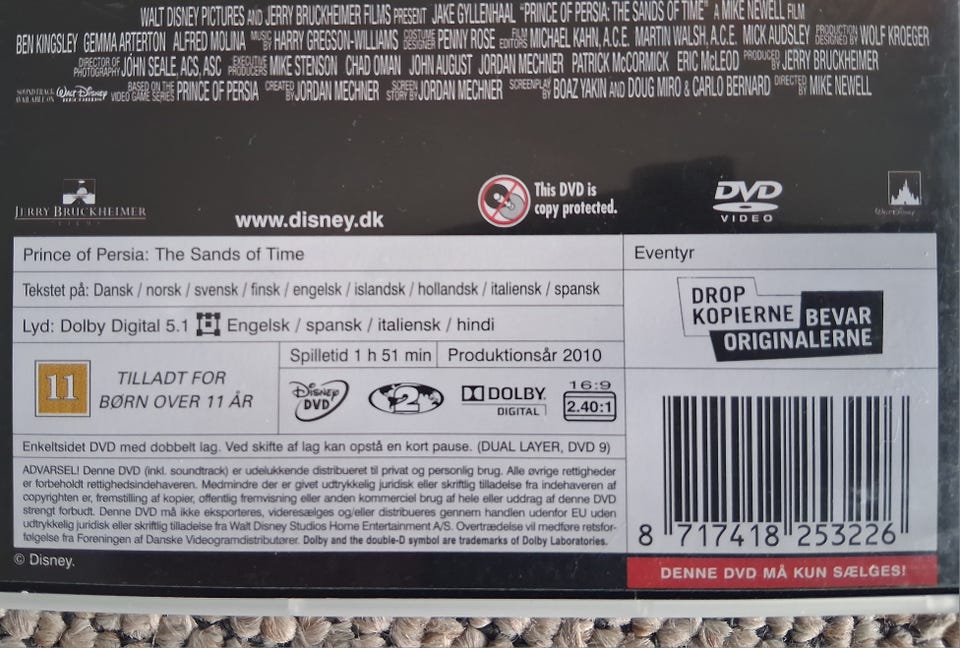 WALT DISNEY PICTURES AND JERRY BRUCKHEIMER FILMS PRESENT JAKE GYLLENHAAL "PRINCE OF PERSIA: THE SANDS OF TIME" A MIKE NEWELL FILM
BEN KINGSLEY GEMMA ARTERTON ALFRED MOLINA MUSIC BY HARRY GREGSON-WILLIAMS COSTUME DESIGNER PENNY ROSE FILM EDITORS MICHAEL KAHN, A.C.E. MARTIN WALSH, A.C.E. MICK AUDSLEY PRODUCTION DESIGNED BY WOLF KROEGER
DIRECTOR OF PHOTOGRAPHY JOHN SEALE, ACS, ASC EXECUTIVE PRODUCERS MIKE STENSON CHAD OMAN JOHN AUGUST JORDAN MECHNER PATRICK McCORMICK ERIC McLEOD PRODUCED BY JERRY BRUCKHEIMER
SOUNDTRACK AVAILABLE ON Walt Disney RECORDS BASED ON THE VIDEO GAME SERIES PRINCE OF PERSIA CREATED BY JORDAN MECHNER SCREEN STORY BY JORDAN MECHNER SCREENPLAY BY BOAZ YAKIN AND DOUG MIRO & CARLO BERNARD DIRECTED BY MIKE NEWELL
JERRY BRUCKHEIMER
FILMS
www.disney.dk
This DVD is
copy protected.
DVD
VIDEO
Walt Disney
Prince of Persia: The Sands of Time
Eventyr
Tekstet på: Dansk / norsk / svensk / finsk / engelsk / islandsk / hollandsk / italiensk / spansk
Lyd: Dolby Digital 5.1 Engelsk / spansk / italiensk / hindi
DROP
KOPIERNE
BEVAR
ORIGINALERNE
11
TILLADT FOR
BØRN OVER 11 ÅR
Spilletid 1 h 51 min
Produktionsår 2010
Disney
DVD
2
DOLBY
DIGITAL
16:9
2.40:1
Enkeltsidet DVD med dobbelt lag. Ved skifte af lag kan opstå en kort pause. (DUAL LAYER, DVD 9)
ADVARSEL! Denne DVD (inkl. soundtrack) er udelukkende distribueret til privat og personlig brug. Alle øvrige rettigheder
er forbeholdt rettighedsindehaveren. Medmindre der er givet udtrykkelig juridisk eller skriftlig tilladelse fra indehaveren af
copyrighten er, fremstilling af kopier, offentlig fremvisning eller anden kommerciel brug af hele eller uddrag af denne DVD
strengt forbudt. Denne DVD må ikke eksporteres, videresælges og/eller distribueres gennem handlen udenfor EU uden
udtrykkelig juridisk eller skriftlig tilladelse fra Walt Disney Studios Home Entertainment A/S. Overtrædelse vil medføre retsfor-
følgelse fra Foreningen af Danske Videogramdistributører. Dolby and the double-D symbol are trademarks of Dolby Laboratories.
8 717418 253226
© Disney.
DENNE DVD MÅ KUN SÆLGES!